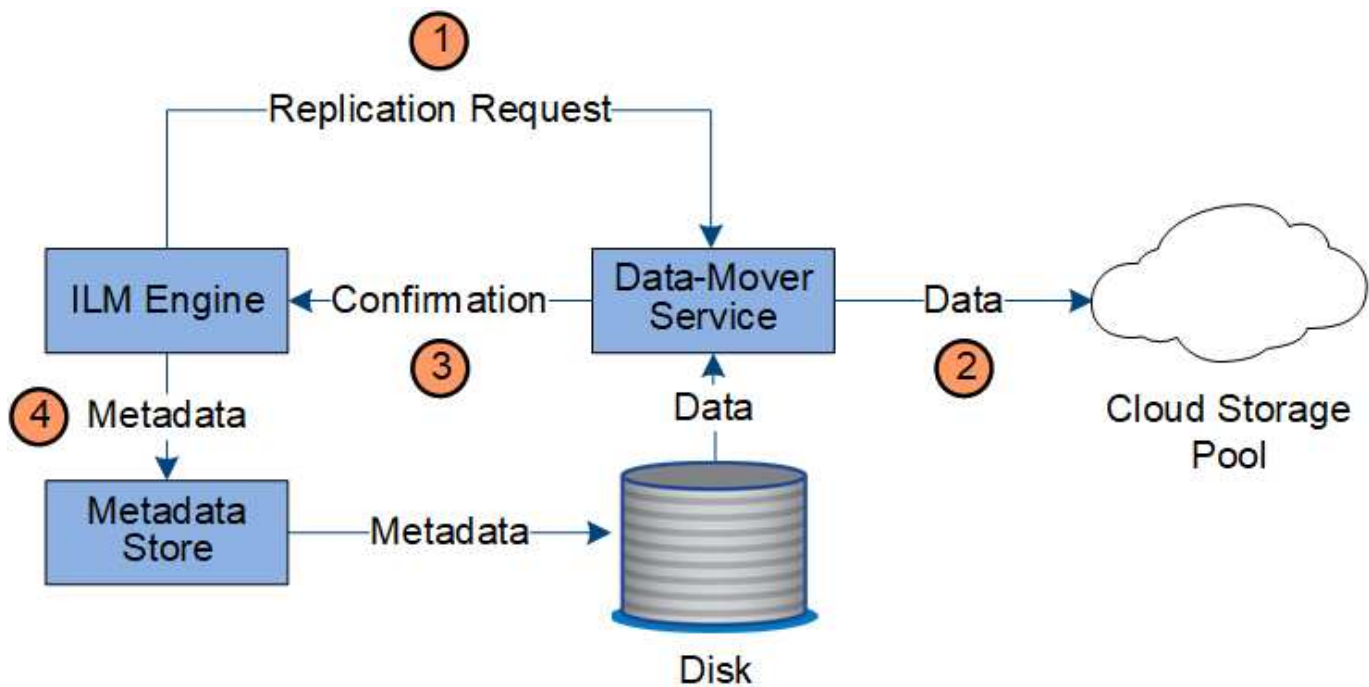 1
Replication Request
ILM Engine
Confirmation
3
Data-Mover
Service
Data
2
4
Metadata
Data
Cloud Storage
Pool
Metadata
Store
Metadata
Disk